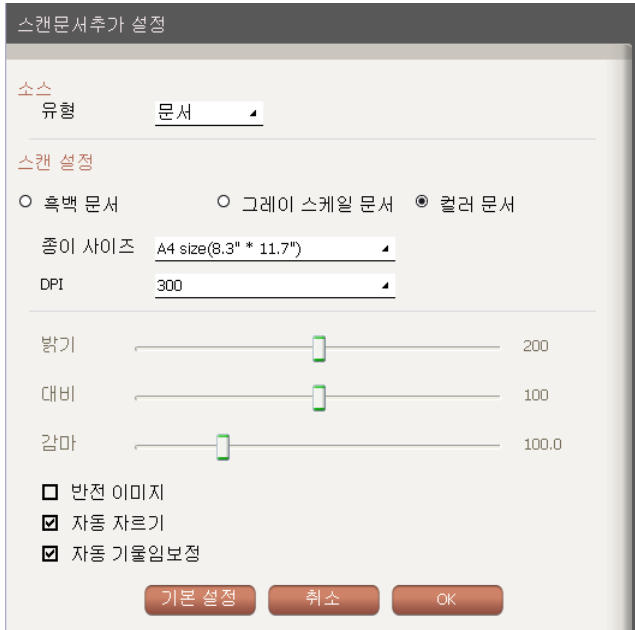 스캔문서추가 설정
소스
유형 문서
스캔 설정
흑백 문서 그레이 스케일 문서 컬러 문서
종이 사이즈 A4 size(8.3" * 11.7")
DPI 300
밝기 200
대비 100
감마 100.0
반전 이미지
자동 자르기
자동 기울임보정
기본 설정 취소 OK